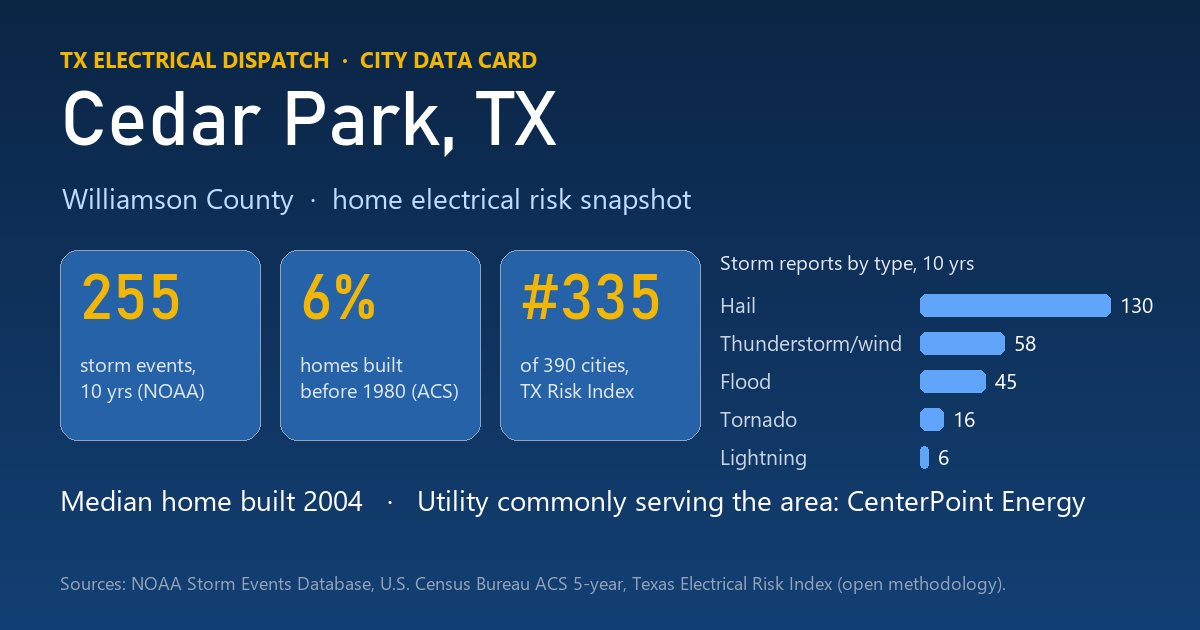 TX ELECTRICAL DISPATCH · CITY DATA CARD
Cedar Park, TX
Williamson County · home electrical risk snapshot
255
storm events,
10 yrs (NOAA)
6%
homes built
before 1980 (ACS)
#335
of 390 cities,
TX Risk Index
Storm reports by type, 10 yrs
Hail 130
Thunderstorm/wind 58
Flood 45
Tornado 16
Lightning 6
Median home built 2004 · Utility commonly serving the area: CenterPoint Energy
Sources: NOAA Storm Events Database, U.S. Census Bureau ACS 5-year, Texas Electrical Risk Index (open methodology).